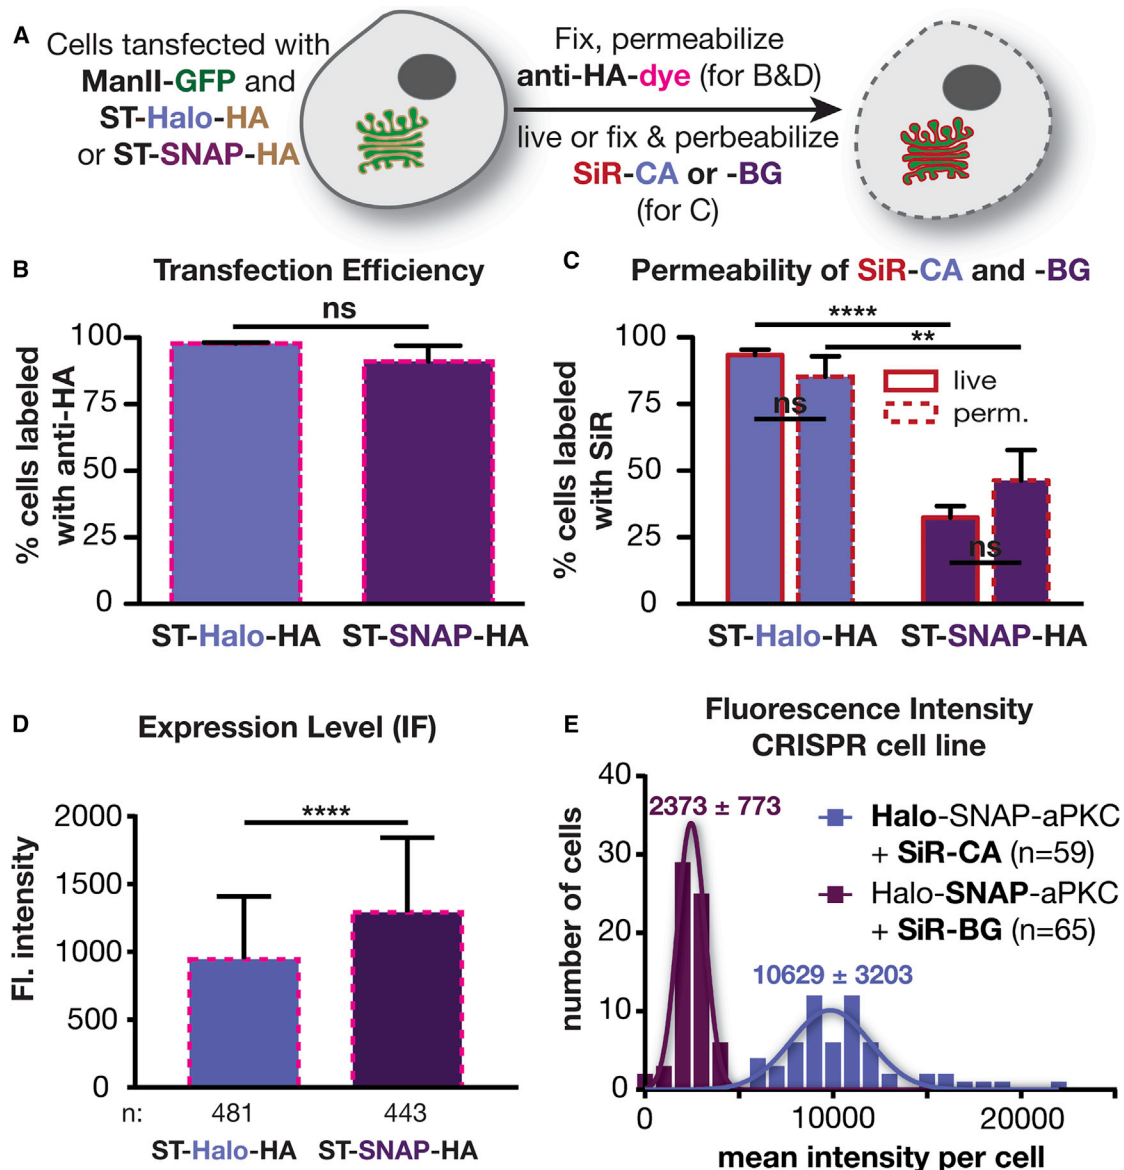 A
Cells tansfected with
ManII-GFP and
ST-Halo-HA
or ST-SNAP-HA
Fix, permeabilize
anti-HA-dye (for B&D)
live or fix & perbeabilize
SiR-CA or -BG
(for C)
B
Transfection Efficiency
ns
% cells labeled
with anti-HA
100
75
50
25
0
ST-Halo-HA
ST-SNAP-HA
C
Permeability of SiR-CA and -BG
****
**
live
perm.
ns
ns
% cells labeled
with SiR
100
75
50
25
0
ST-Halo-HA
ST-SNAP-HA
D
Expression Level (IF)
****
Fl. intensity
2000
1500
1000
500
0
n:
481
443
ST-Halo-HA
ST-SNAP-HA
E
Fluorescence Intensity
CRISPR cell line
number of cells
40
30
20
10
0
2373 ± 773
10629 ± 3203
Halo-SNAP-aPKC
+ SiR-CA (n=59)
Halo-SNAP-aPKC
+ SiR-BG (n=65)
0
10000
20000
mean intensity per cell